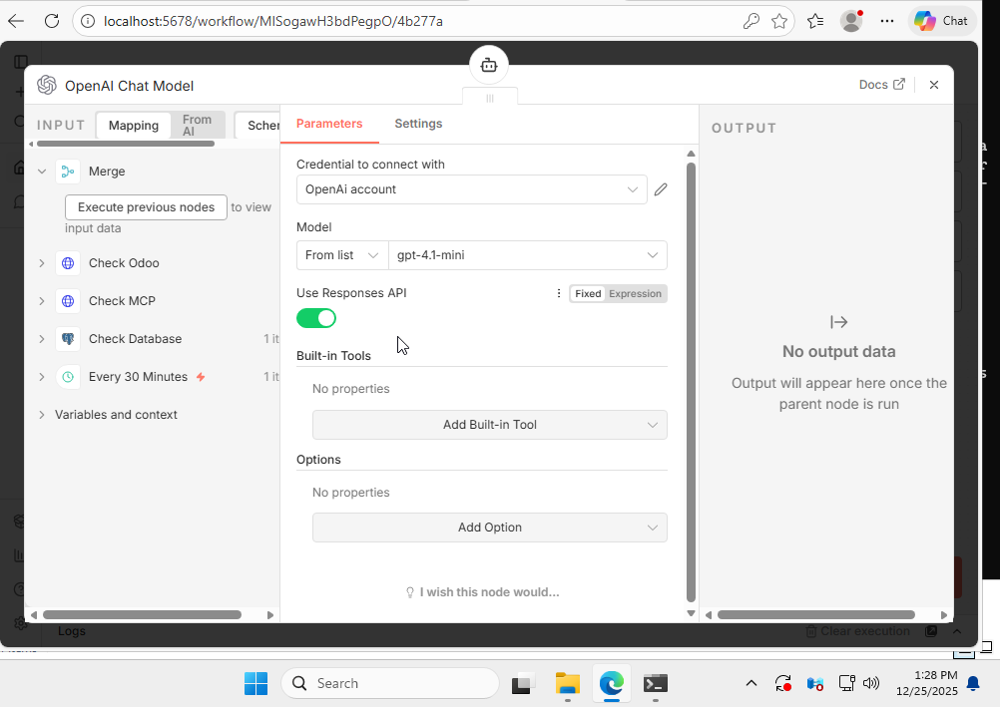 localhost:5678/workflow/MlSogawH3bdPegpO/4b277a
Chat
OpenAI Chat Model
Docs
INPUT
Mapping
From AI
Schem
Merge
Execute previous nodes to view
input data
Check Odoo
Check MCP
Check Database
1 it
Every 30 Minutes
1 it
Variables and context
Parameters
Settings
Credential to connect with
OpenAi account
Model
From list
gpt-4.1-mini
Use Responses API
Fixed
Expression
Built-in Tools
No properties
Add Built-in Tool
Options
No properties
Add Option
I wish this node would...
OUTPUT
No output data
Output will appear here once the
parent node is run
Logs
Clear execution
Search
1:28 PM
12/25/2025